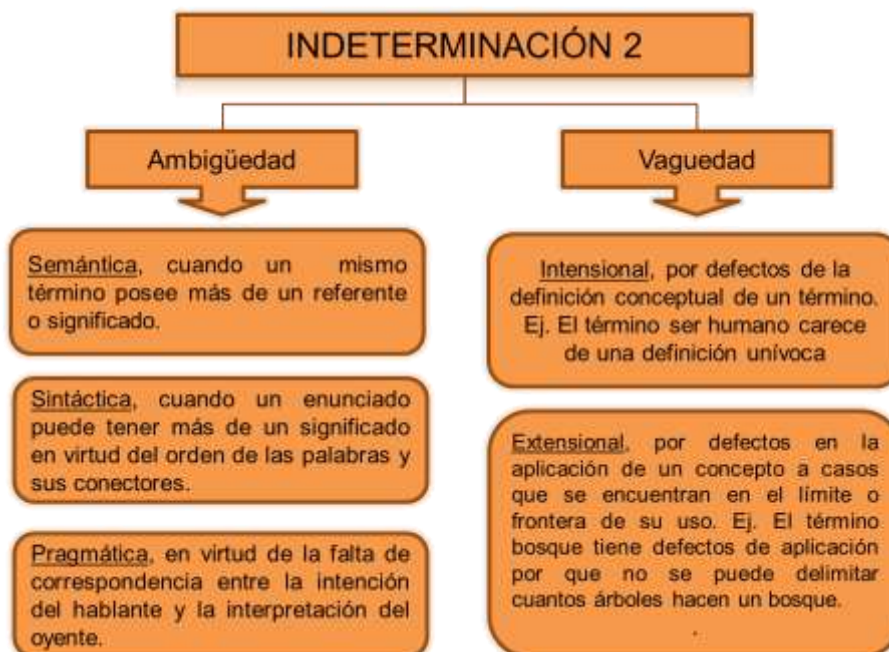 INDETERMINACIÓN 2
Ambigüedad
Semántica, cuando un mismo
término posee más de un referente
o significado.
Sintáctica, cuando un enunciado
puede tener más de un significado
en virtud del orden de las palabras y
sus conectores.
Pragmática, en virtud de la falta de
correspondencia entre la intención
del hablante y la interpretación del
oyente.
Vaguedad
Intensional, por defectos de la
definición conceptual de un término.
Ej. El término ser humano carece
de una definición unívoca
Extensional, por defectos en la
aplicación de un concepto a casos
que se encuentran en el límite o
frontera de su uso. Ej. El término
bosque tiene defectos de aplicación
por que no se puede delimitar
cuantos árboles hacen un bosque.
.